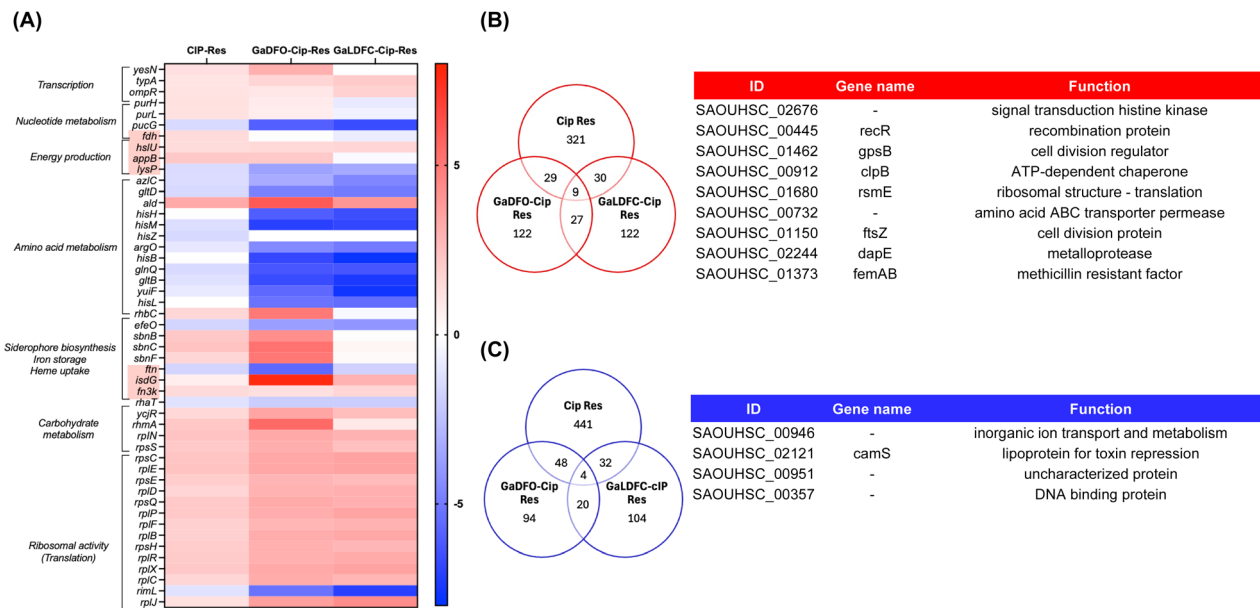 (A)
CIP-Res GaDFO-Cip-Res GaLDFC-Cip-Res
Transcription
Nucleotide metabolism
Energy production
Amino acid metabolism
Siderophore biosynthesis
Iron storage
Heme uptake
Carbohydrate
metabolism
Ribosomal activity
(Translation)
yesN
typA
ompR
purH
purL
pucG
fdh
hslU
appB
lysP
azlC
gltD
ald
hisH
hisM
hisZ
argO
hisB
glnQ
gltB
yuiF
hisL
rhbC
efeO
sbnB
sbnC
sbnF
ftn
isdG
fn3k
rhaT
ycjR
rhmA
rplN
rpsS
rpsC
rplE
rpsE
rplD
rpsQ
rplP
rplF
rplB
rpsH
rplR
rplX
rplC
rimL
rplJ
5
0
-5
(B)
Cip Res
321
29 30
9
GaDFO-Cip
Res
122
27
GaLDFC-Cip
Res
122
ID Gene name Function
SAOUHSC_02676 - signal transduction histine kinase
SAOUHSC_00445 recR recombination protein
SAOUHSC_01462 gpsB cell division regulator
SAOUHSC_00912 clpB ATP-dependent chaperone
SAOUHSC_01680 rsmE ribosomal structure - translation
SAOUHSC_00732 - amino acid ABC transporter permease
SAOUHSC_01150 ftsZ cell division protein
SAOUHSC_02244 dapE metalloprotease
SAOUHSC_01373 femAB methicillin resistant factor
(C)
Cip Res
441
48 32
4
GaDFO-Cip
Res
94
20
GaLDFC-cIP
Res
104
ID Gene name Function
SAOUHSC_00946 - inorganic ion transport and metabolism
SAOUHSC_02121 camS lipoprotein for toxin repression
SAOUHSC_00951 - uncharacterized protein
SAOUHSC_00357 - DNA binding protein